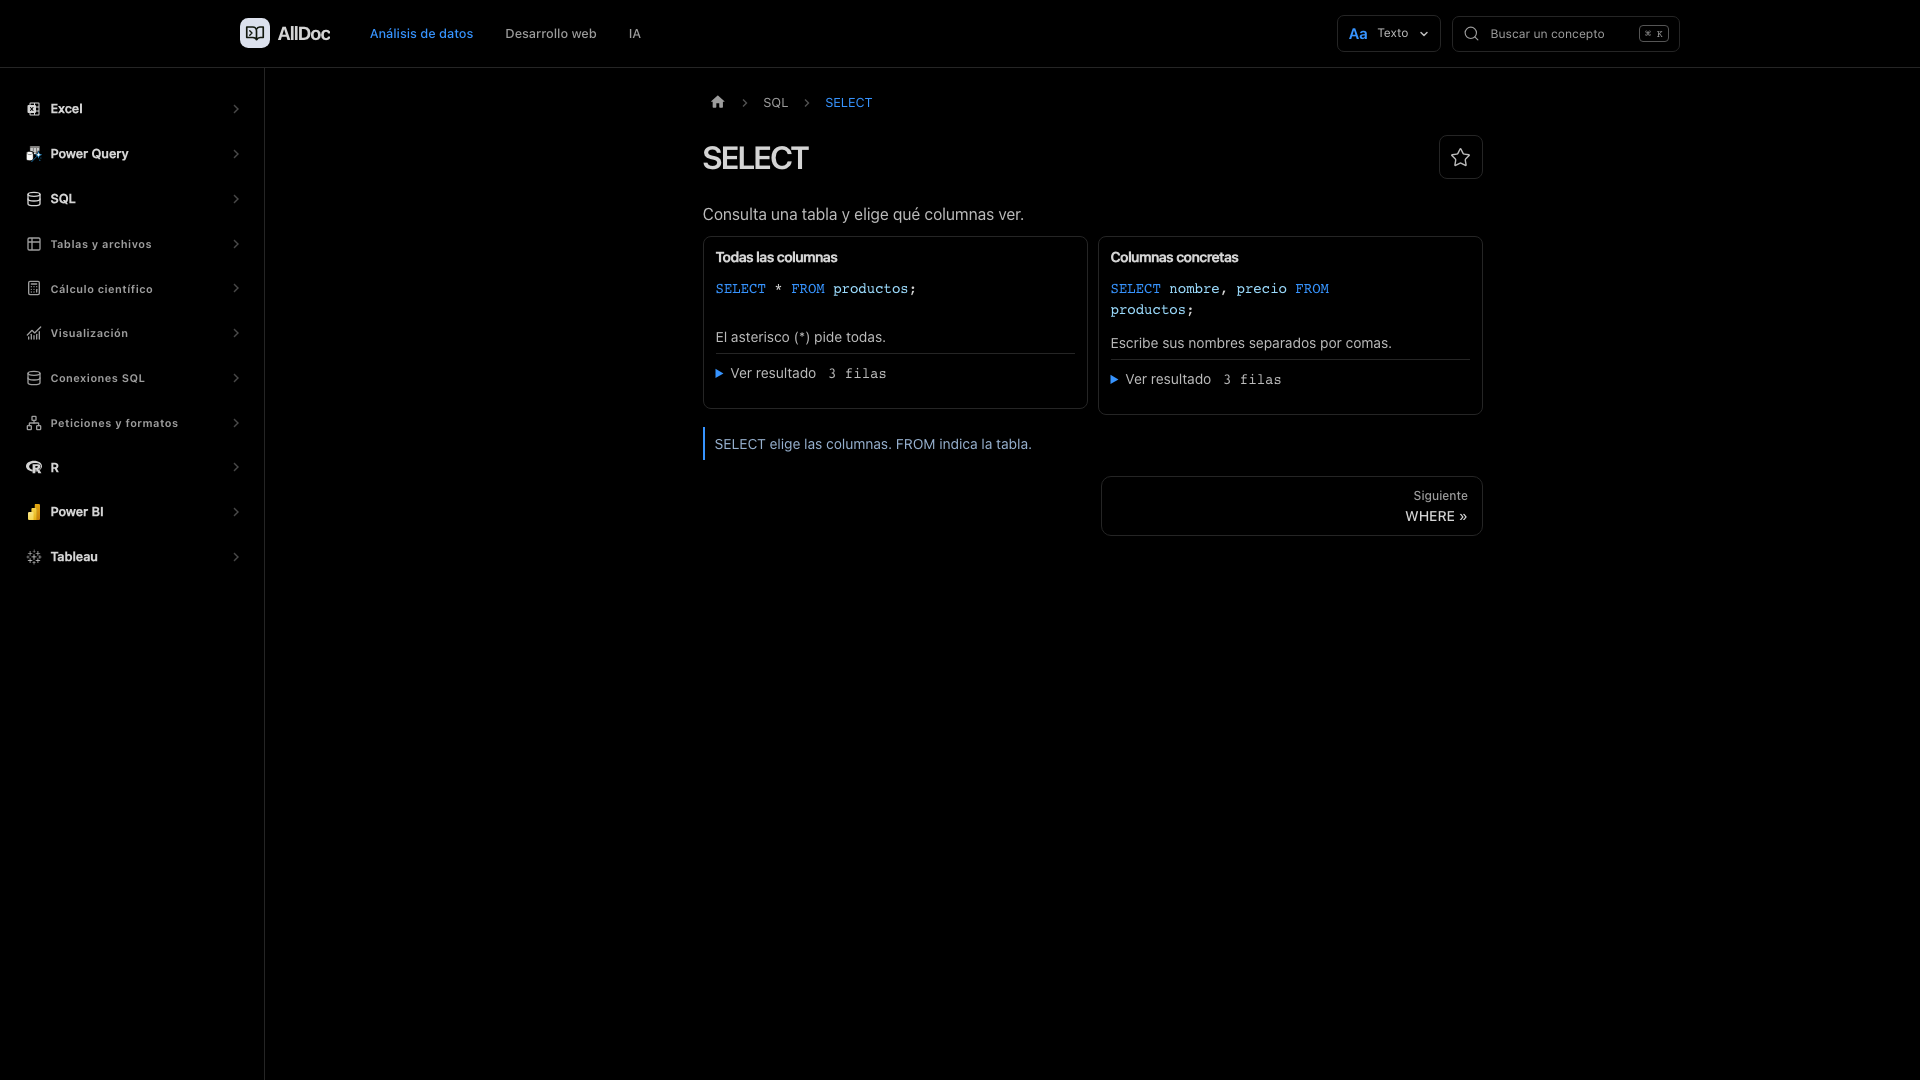 AllDoc
Análisis de datos
Desarrollo web
IA
Aa Texto
Buscar un concepto
⌘ K
Excel
Power Query
SQL
Tablas y archivos
Cálculo científico
Visualización
Conexiones SQL
Peticiones y formatos
R
Power BI
Tableau
SQL
SELECT
SELECT
Consulta una tabla y elige qué columnas ver.
Todas las columnas
SELECT * FROM productos;
El asterisco (*) pide todas.
Ver resultado 3 filas
Columnas concretas
SELECT nombre, precio FROM
productos;
Escribe sus nombres separados por comas.
Ver resultado 3 filas
SELECT elige las columnas. FROM indica la tabla.
Siguiente
WHERE »